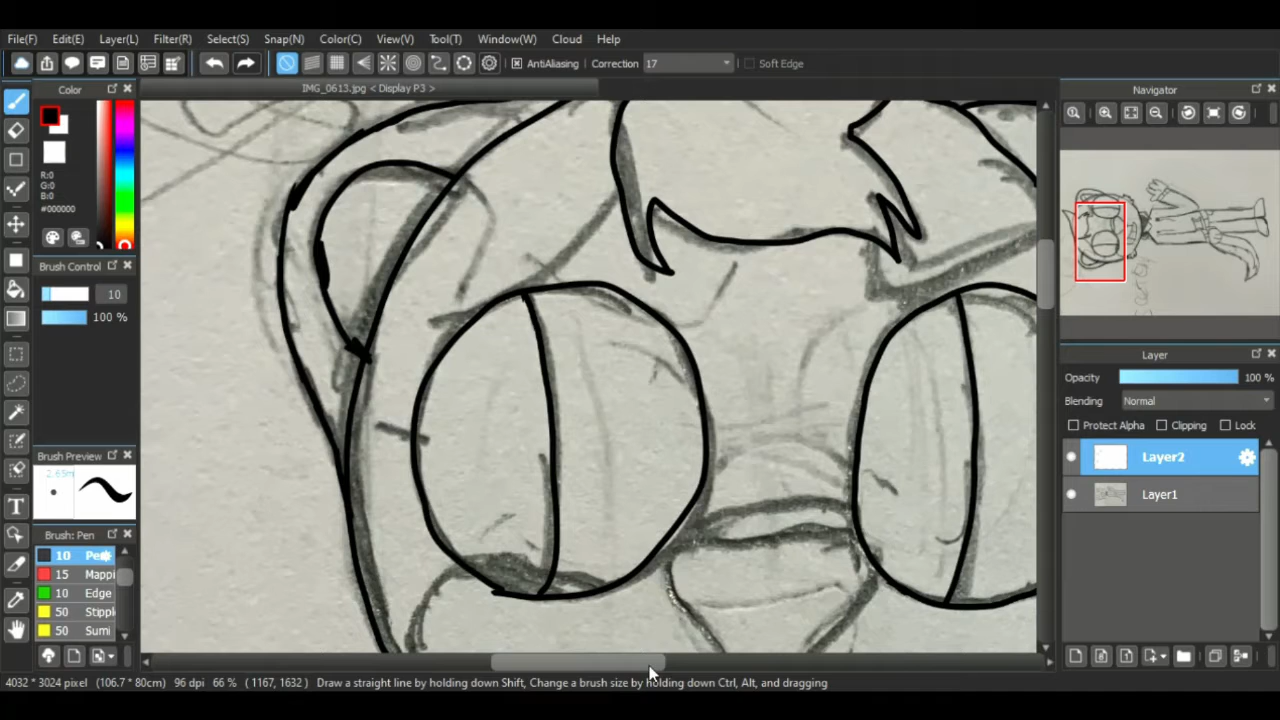 File(F) Edit(E) Layer(L) Filter(R) Select(S) Snap(N) Color(C) View(V) Tool(T) Window(W) Cloud Help
AntiAliasing Correction 17 Soft Edge
Color
IMG_0613.jpg < Display P3 >
Navigator
R:0
G:0
B:0
#000000
Brush Control
10
100 %
Layer
Opacity 100 %
Blending Normal
Protect Alpha Clipping Lock
Brush Preview
Layer2
Layer1
Brush: Pen
10 Pe
15 Mappi
10 Edge
50 Stippl
50 Sumi
4032 * 3024 pixel (106.7 * 80cm) 96 dpi 66 % ( 1167, 1632 ) Draw a straight line by holding down Shift, Change a brush size by holding down Ctrl, Alt, and dragging